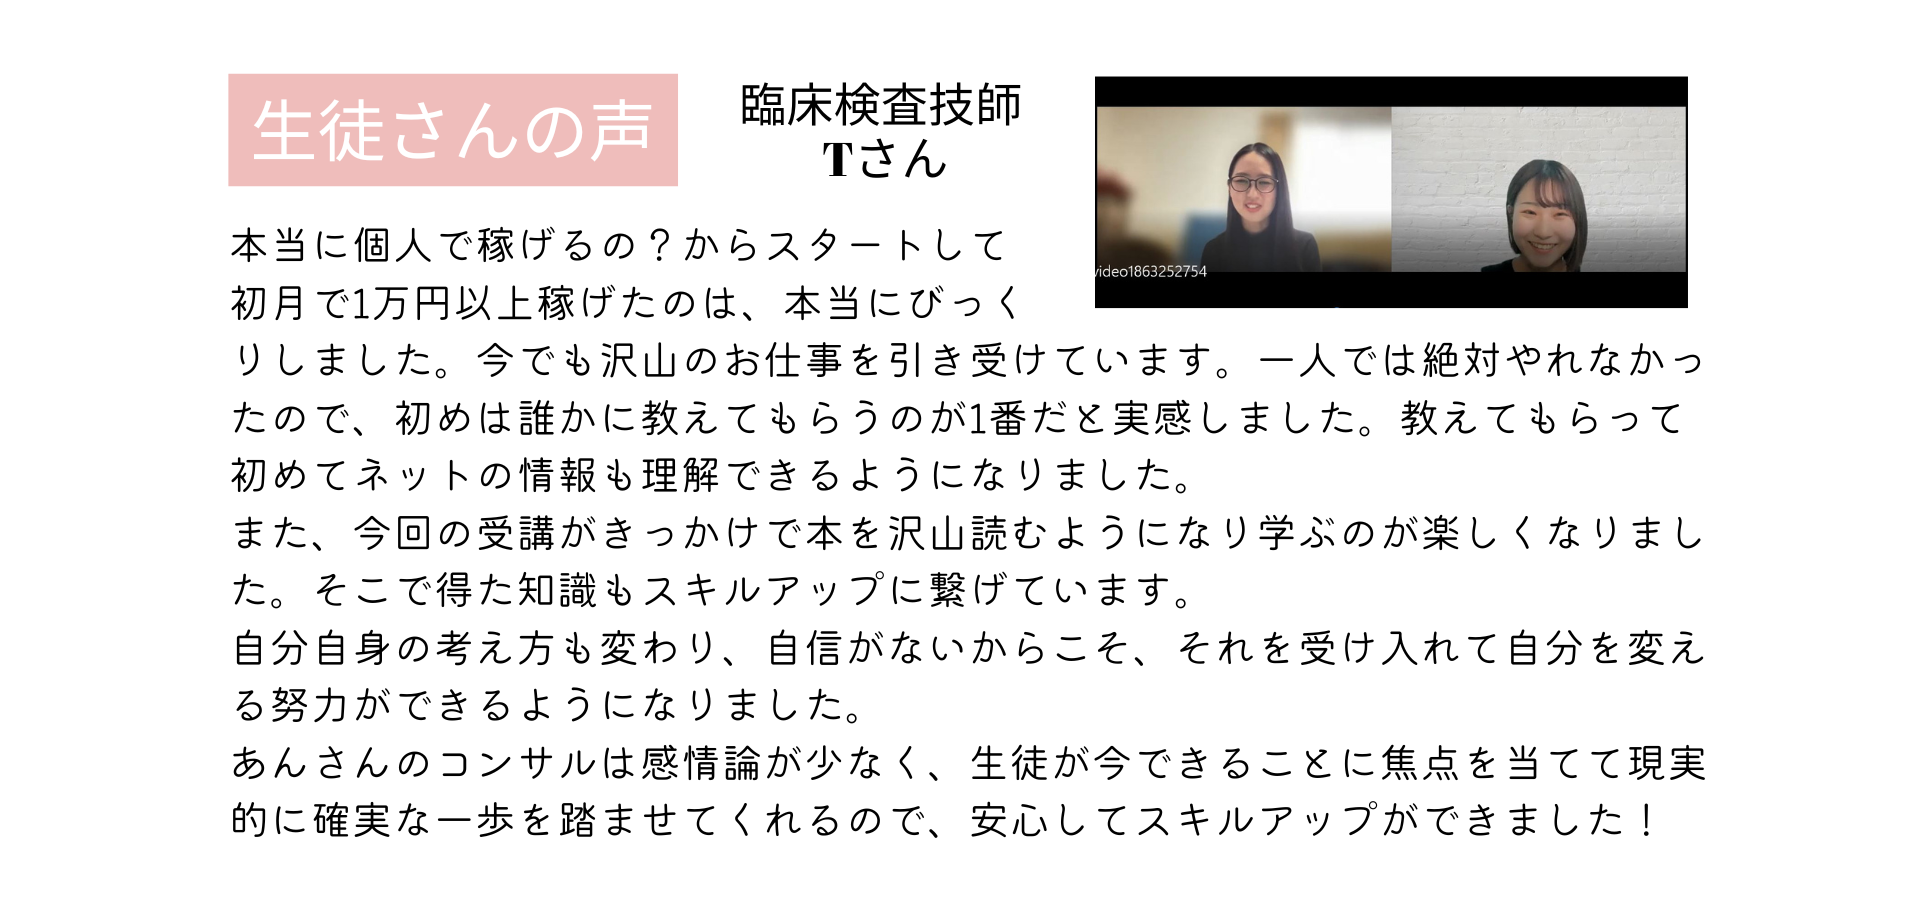 生徒さんの声
臨床検査技師
Tさん
video1863252754
本当に個人で稼げるの？からスタートして
初月で1万円以上稼げたのは、本当にびっく
りしました。今でも沢山のお仕事を引き受けています。一人では絶対やれなかっ
たので、初めは誰かに教えてもらうのが1番だと実感しました。教えてもらって
初めてネットの情報も理解できるようになりました。
また、今回の受講がきっかけで本を沢山読むようになり学ぶのが楽しくなりまし
た。そこで得た知識もスキルアップに繋げています。
自分自身の考え方も変わり、自信がないからこそ、それを受け入れて自分を変え
る努力ができるようになりました。
あんさんのコンサルは感情論が少なく、生徒が今できることに焦点を当てて現実
的に確実な一歩を踏ませてくれるので、安心してスキルアップができました！